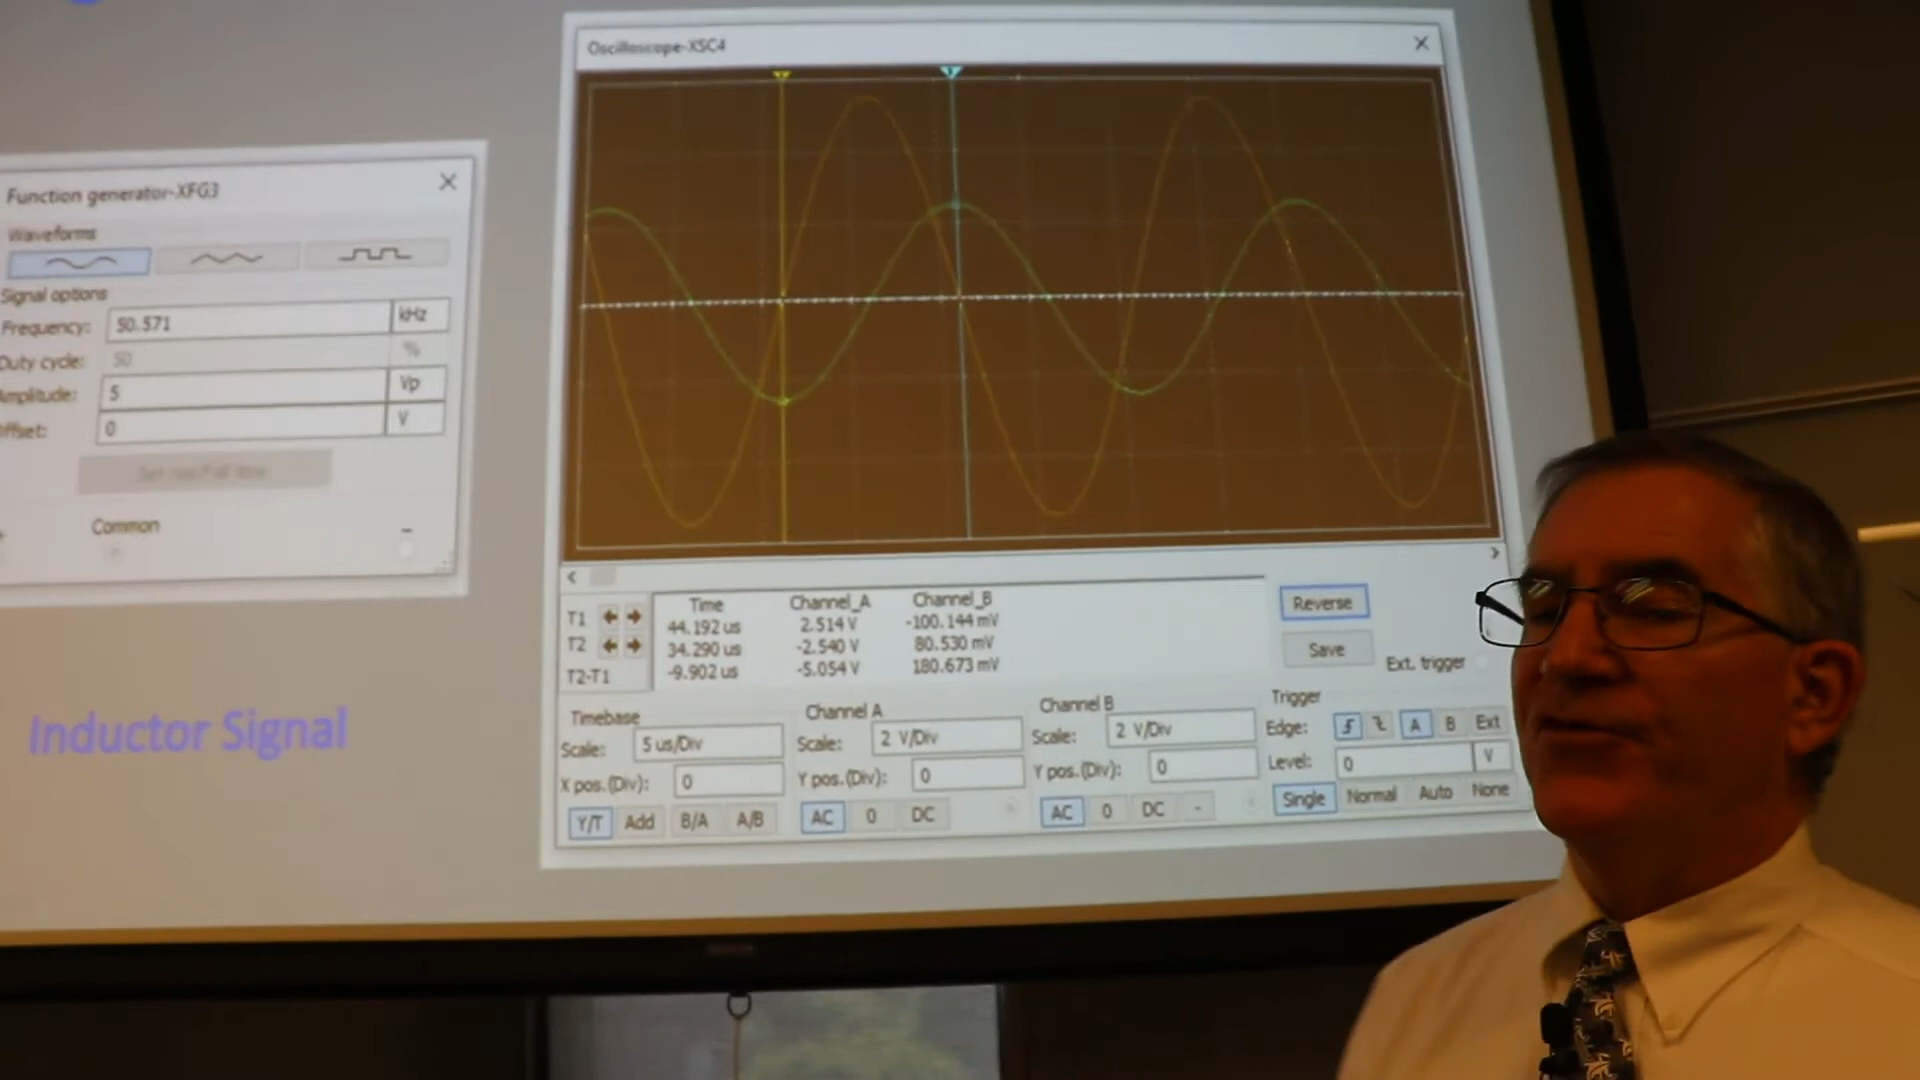 Oscilloscope-XSC4
Function generator-XFG3
Waveforms
Signal options
Frequency: 50.571 kHz
Duty cycle: 50 %
Amplitude: 5 Vp
Offset: 0 V
Common
Inductor Signal
Time Channel_A Channel_B
T1 44.192 us 2.514 V -100.144 mV
T2 34.290 us -2.540 V 80.530 mV
T2-T1 -9.902 us -5.054 V 180.673 mV
Reverse
Save
Ext. trigger
Timebase
Scale: 5 us/Div
X pos.(Div): 0
Y/T Add B/A A/B
Channel A
Scale: 2 V/Div
Y pos.(Div): 0
AC 0 DC
Channel B
Scale: 2 V/Div
Y pos.(Div): 0
AC 0 DC -
Trigger
Edge: A B Ext
Level: 0 V
Single Normal Auto None